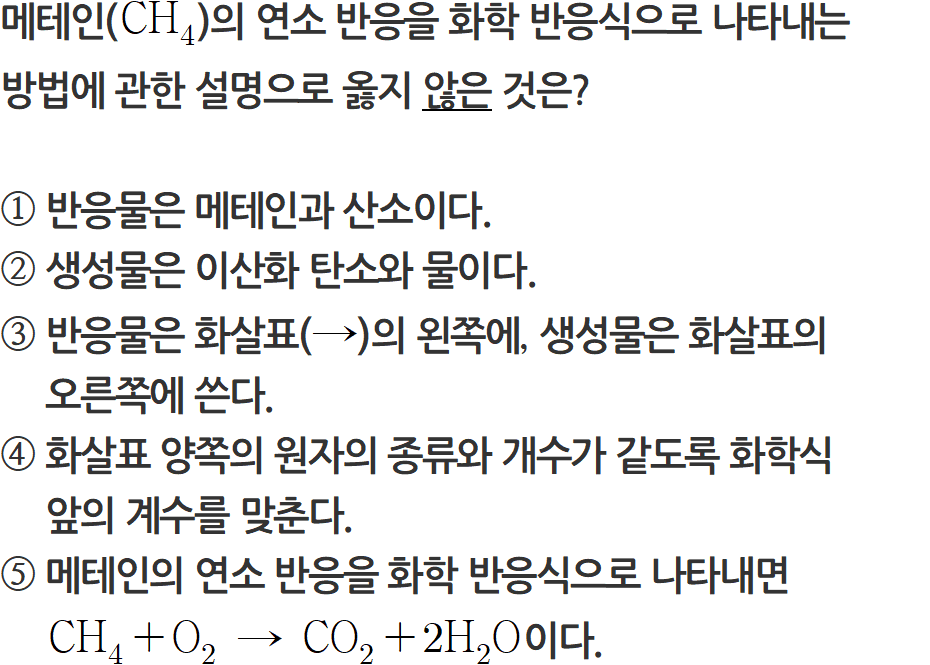 메테인(CH₄)의 연소 반응을 화학 반응식으로 나타내는
방법에 관한 설명으로 옳지 않은 것은?
① 반응물은 메테인과 산소이다.
② 생성물은 이산화 탄소와 물이다.
③ 반응물은 화살표(→)의 왼쪽에, 생성물은 화살표의
오른쪽에 쓴다.
④ 화살표 양쪽의 원자의 종류와 개수가 같도록 화학식
앞의 계수를 맞춘다.
⑤ 메테인의 연소 반응을 화학 반응식으로 나타내면
CH₄+O₂ → CO₂+2H₂O이다.